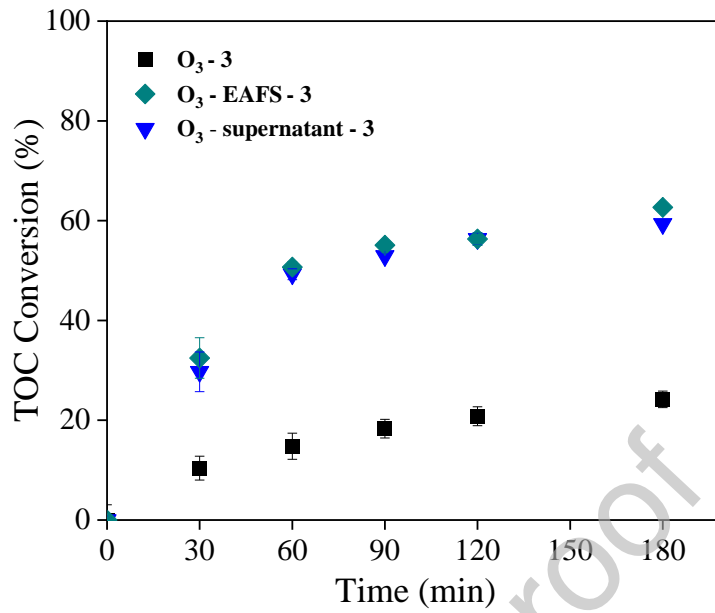 100
80
60
40
20
0
TOC Conversion (%)
O₃ - 3
O₃ - EAFS - 3
O₃ - supernatant - 3
0 30 60 90 120 150 180
Time (min)
roof